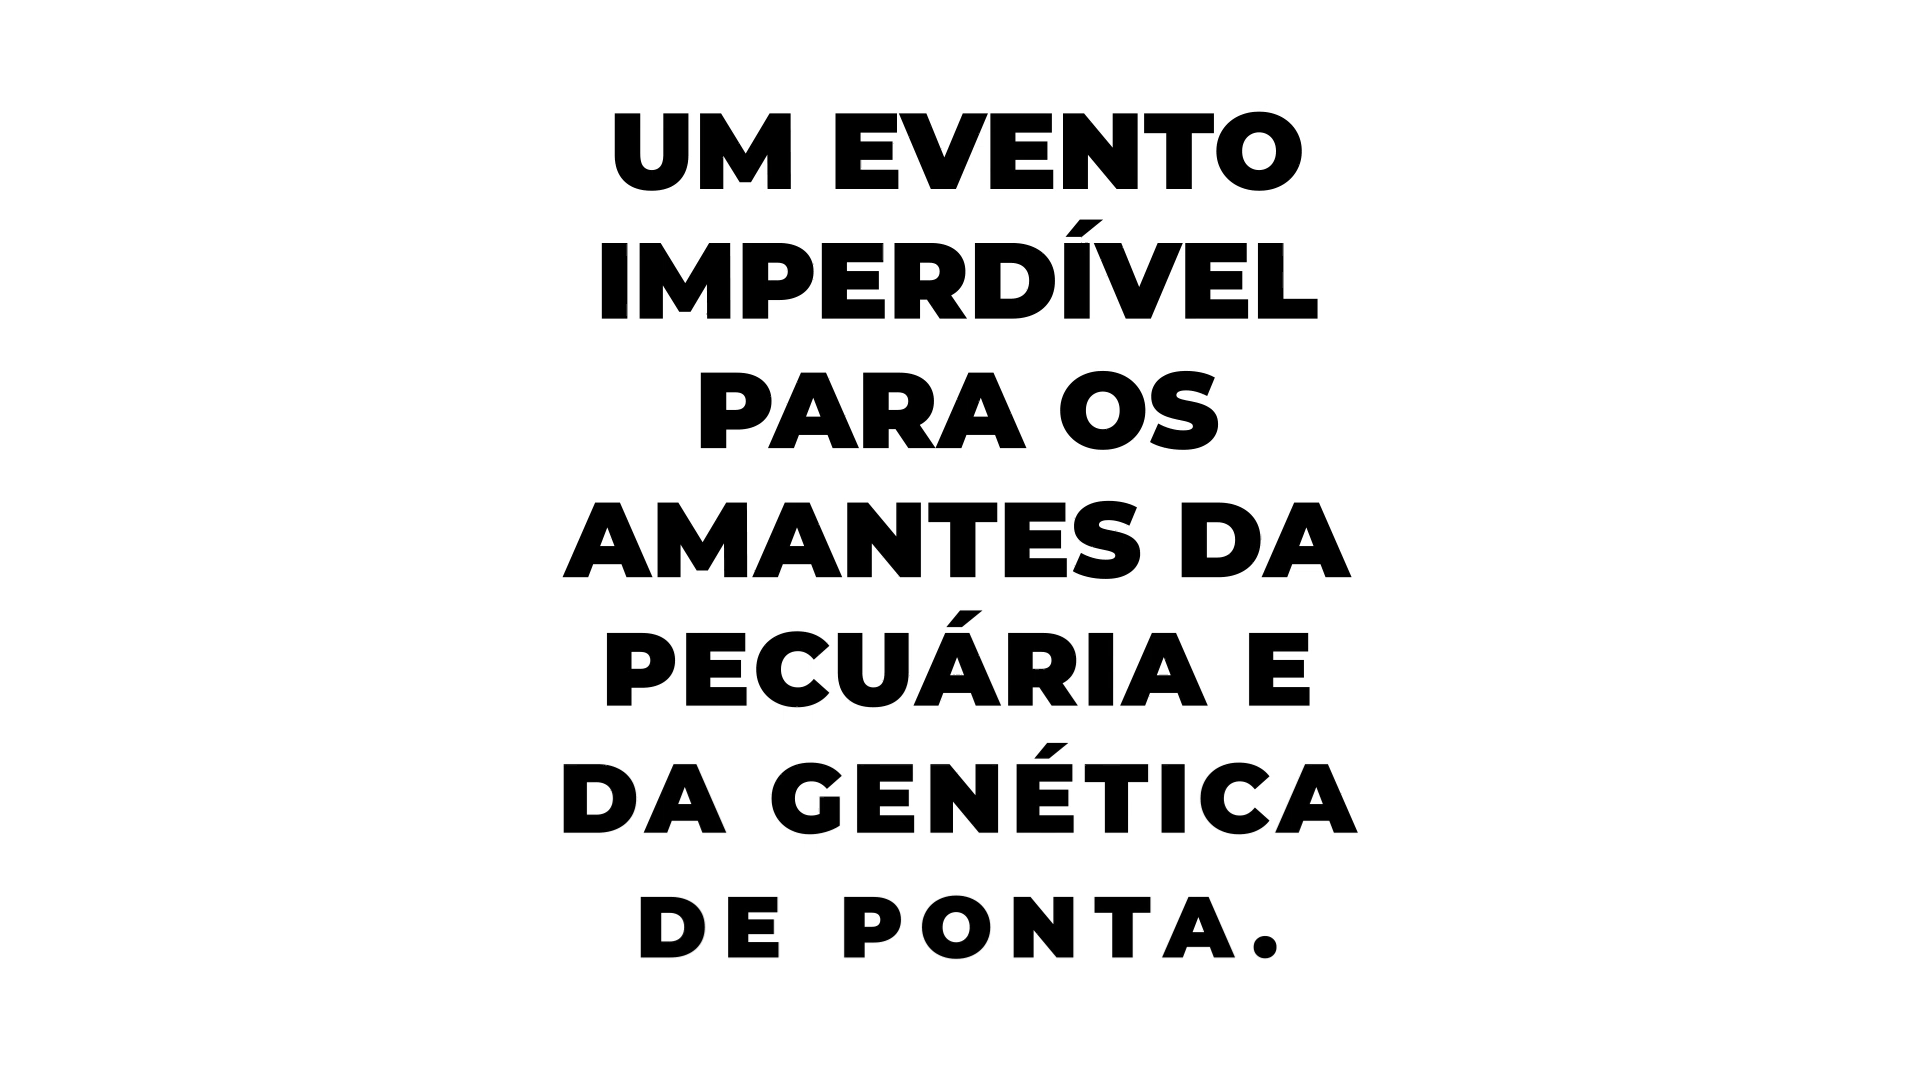 UM EVENTO
IMPERDÍVEL
PARA OS
AMANTES DA
PECUÁRIA E
DA GENÉTICA
DE PONTA.